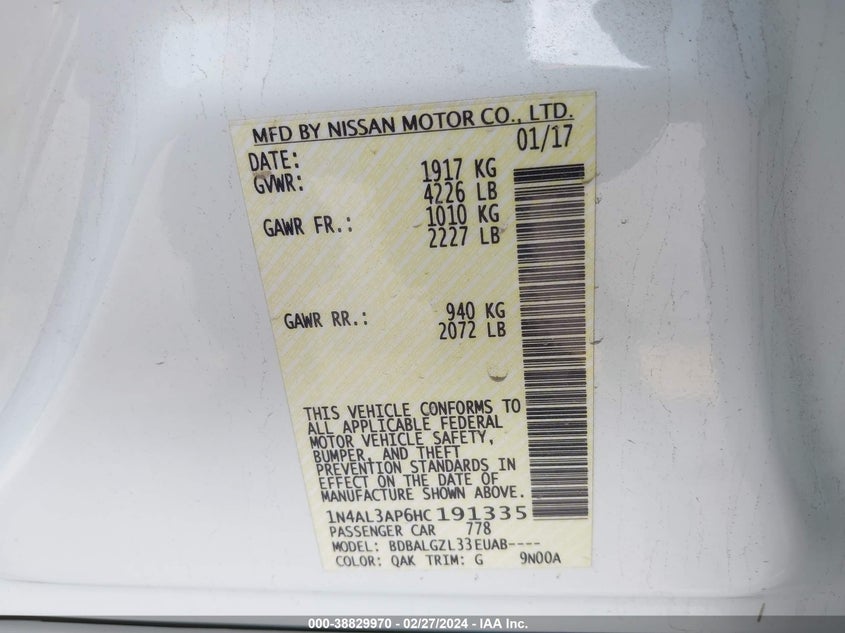 MFD BY NISSAN MOTOR CO., LTD.
DATE: 01/17
GVWR: 1917 KG
4226 LB
GAWR FR.: 1010 KG
2227 LB
GAWR RR.: 940 KG
2072 LB
THIS VEHICLE CONFORMS TO
ALL APPLICABLE FEDERAL
MOTOR VEHICLE SAFETY,
BUMPER, AND THEFT
PREVENTION STANDARDS IN
EFFECT ON THE DATE OF
MANUFACTURE SHOWN ABOVE.
1N4AL3AP6HC191335
PASSENGER CAR 778
MODEL: BDBALGZL33EUAB----
COLOR: QAK TRIM: G 9N00A
000-38829970 - 02/27/2024 - IAA Inc.